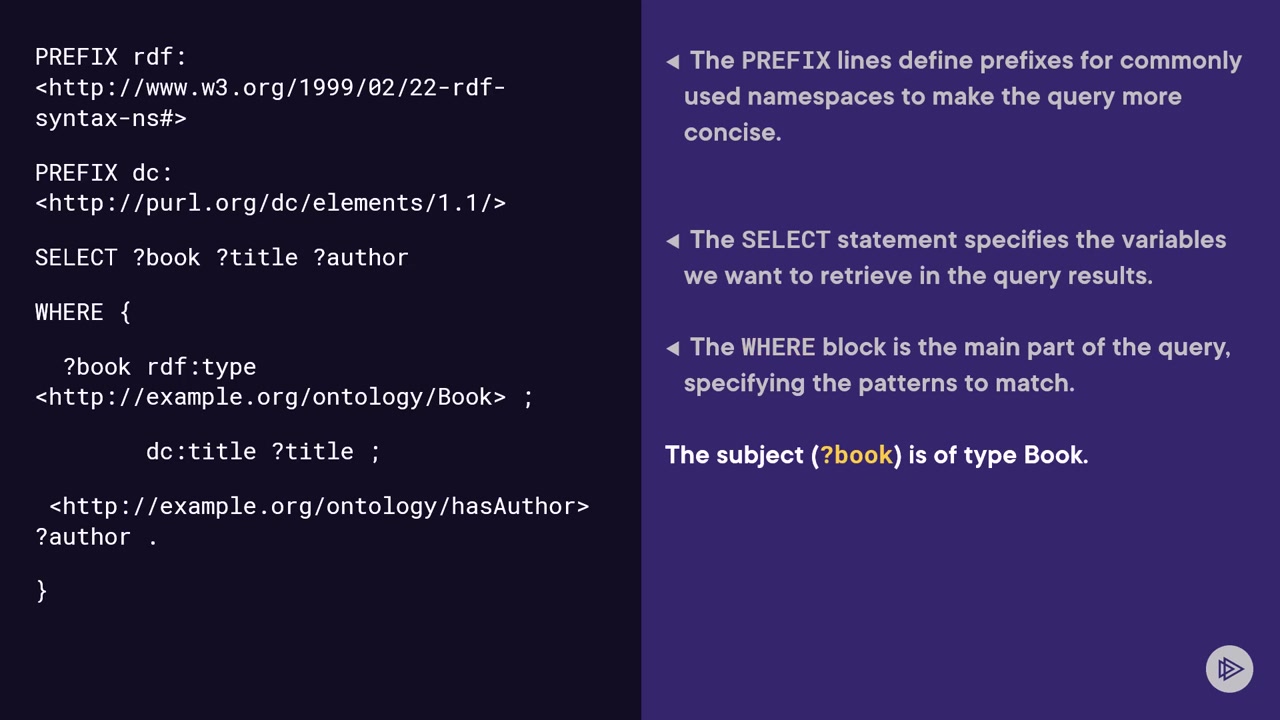 PREFIX rdf:
<http://www.w3.org/1999/02/22-rdf-
syntax-ns#>
PREFIX dc:
<http://purl.org/dc/elements/1.1/>
SELECT ?book ?title ?author
WHERE {
?book rdf:type
<http://example.org/ontology/Book> ;
dc:title ?title ;
<http://example.org/ontology/hasAuthor>
?author .
}
◀ The PREFIX lines define prefixes for commonly
used namespaces to make the query more
concise.
◀ The SELECT statement specifies the variables
we want to retrieve in the query results.
◀ The WHERE block is the main part of the query,
specifying the patterns to match.
The subject (?book) is of type Book.